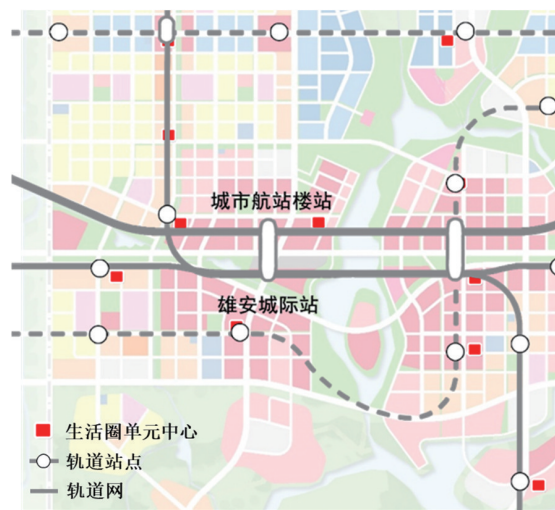 城市航站楼站
雄安城际站
生活圈单元中心
轨道站点
轨道网